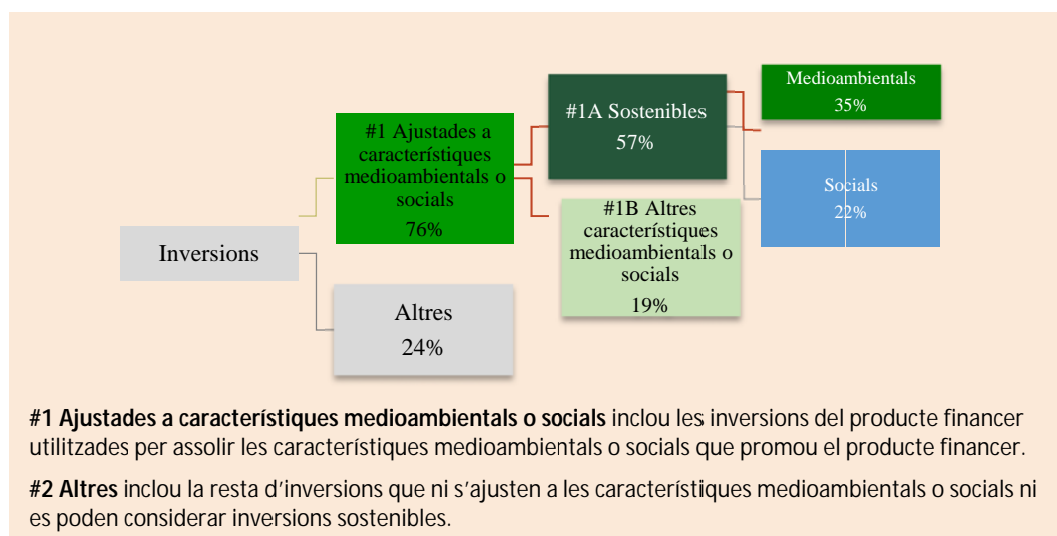 Inversions
#1 Ajustades a
característiques
medioambientals o
socials
76%
Altres
24%
#1A Sostenibles
57%
#1B Altres
característiques
medioambientals o
socials
19%
Medioambientals
35%
Socials
22%
#1 Ajustades a característiques medioambientals o socials inclou les inversions del producte financer
utilitzades per assolir les característiques medioambientals o socials que promou el producte financer.
#2 Altres inclou la resta d'inversions que ni s'ajusten a les característiques medioambientals o socials ni
es poden considerar inversions sostenibles.